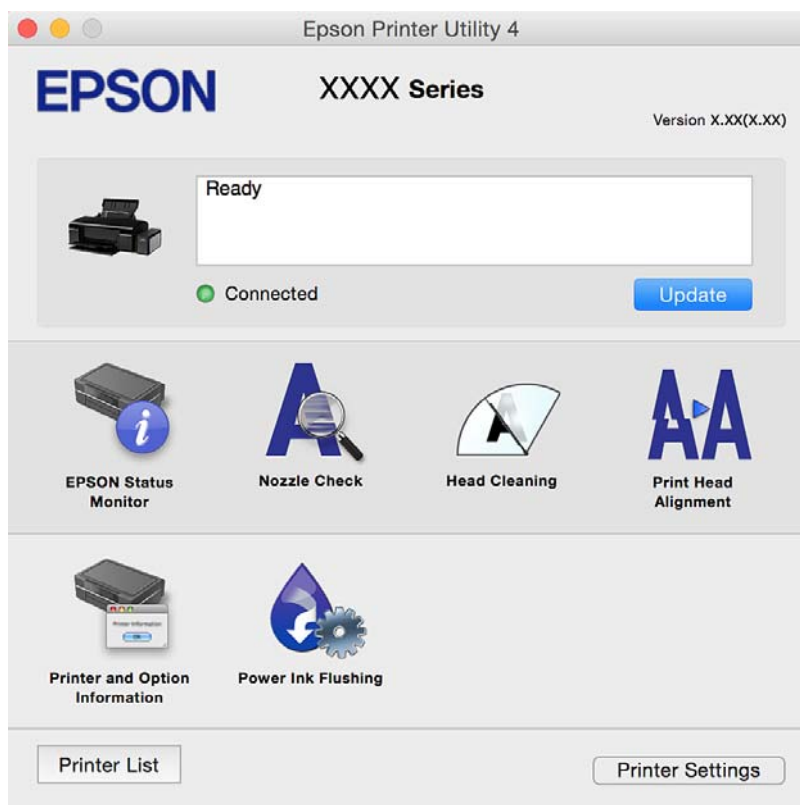 Epson Printer Utility 4
EPSON
XXXX Series
Version X.XX(X.XX)
Ready
Connected
Update
EPSON Status
Monitor
Nozzle Check
Head Cleaning
Print Head
Alignment
Printer and Option
Information
Power Ink Flushing
Printer List
Printer Settings